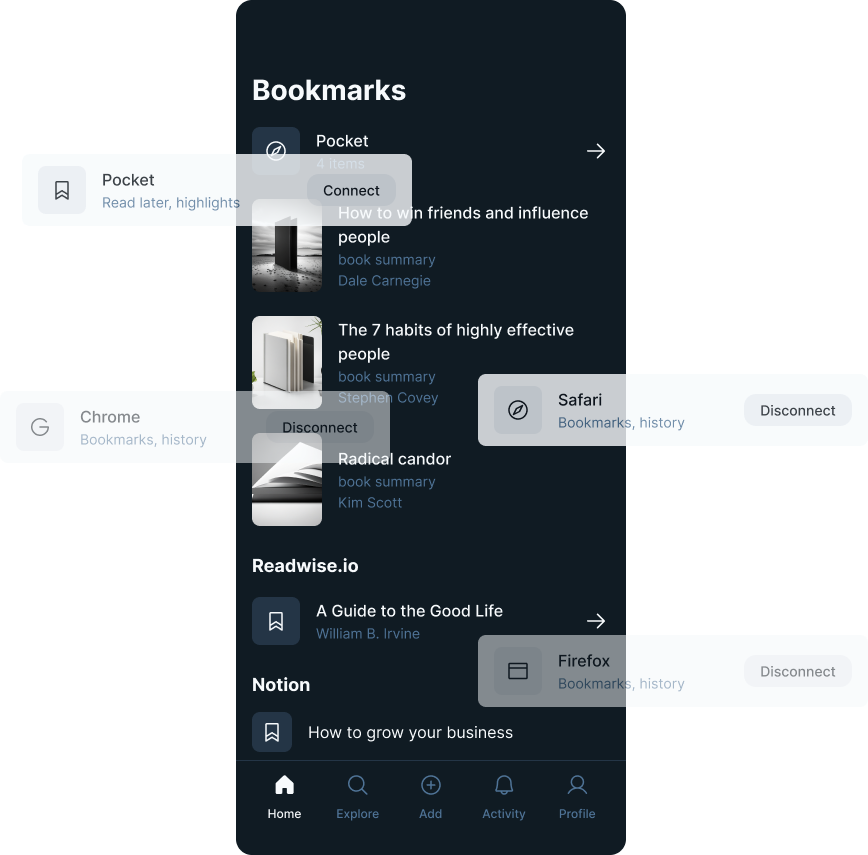 Bookmarks
Pocket
4 items
Pocket
Read later, highlights
Connect
How to win friends and influence
people
book summary
Dale Carnegie
The 7 habits of highly effective
people
book summary
Stephen Covey
Safari
Bookmarks, history
Disconnect
Chrome
Bookmarks, history
Disconnect
Radical candor
book summary
Kim Scott
Readwise.io
A Guide to the Good Life
William B. Irvine
Firefox
Bookmarks, history
Disconnect
Notion
How to grow your business
Home
Explore
Add
Activity
Profile